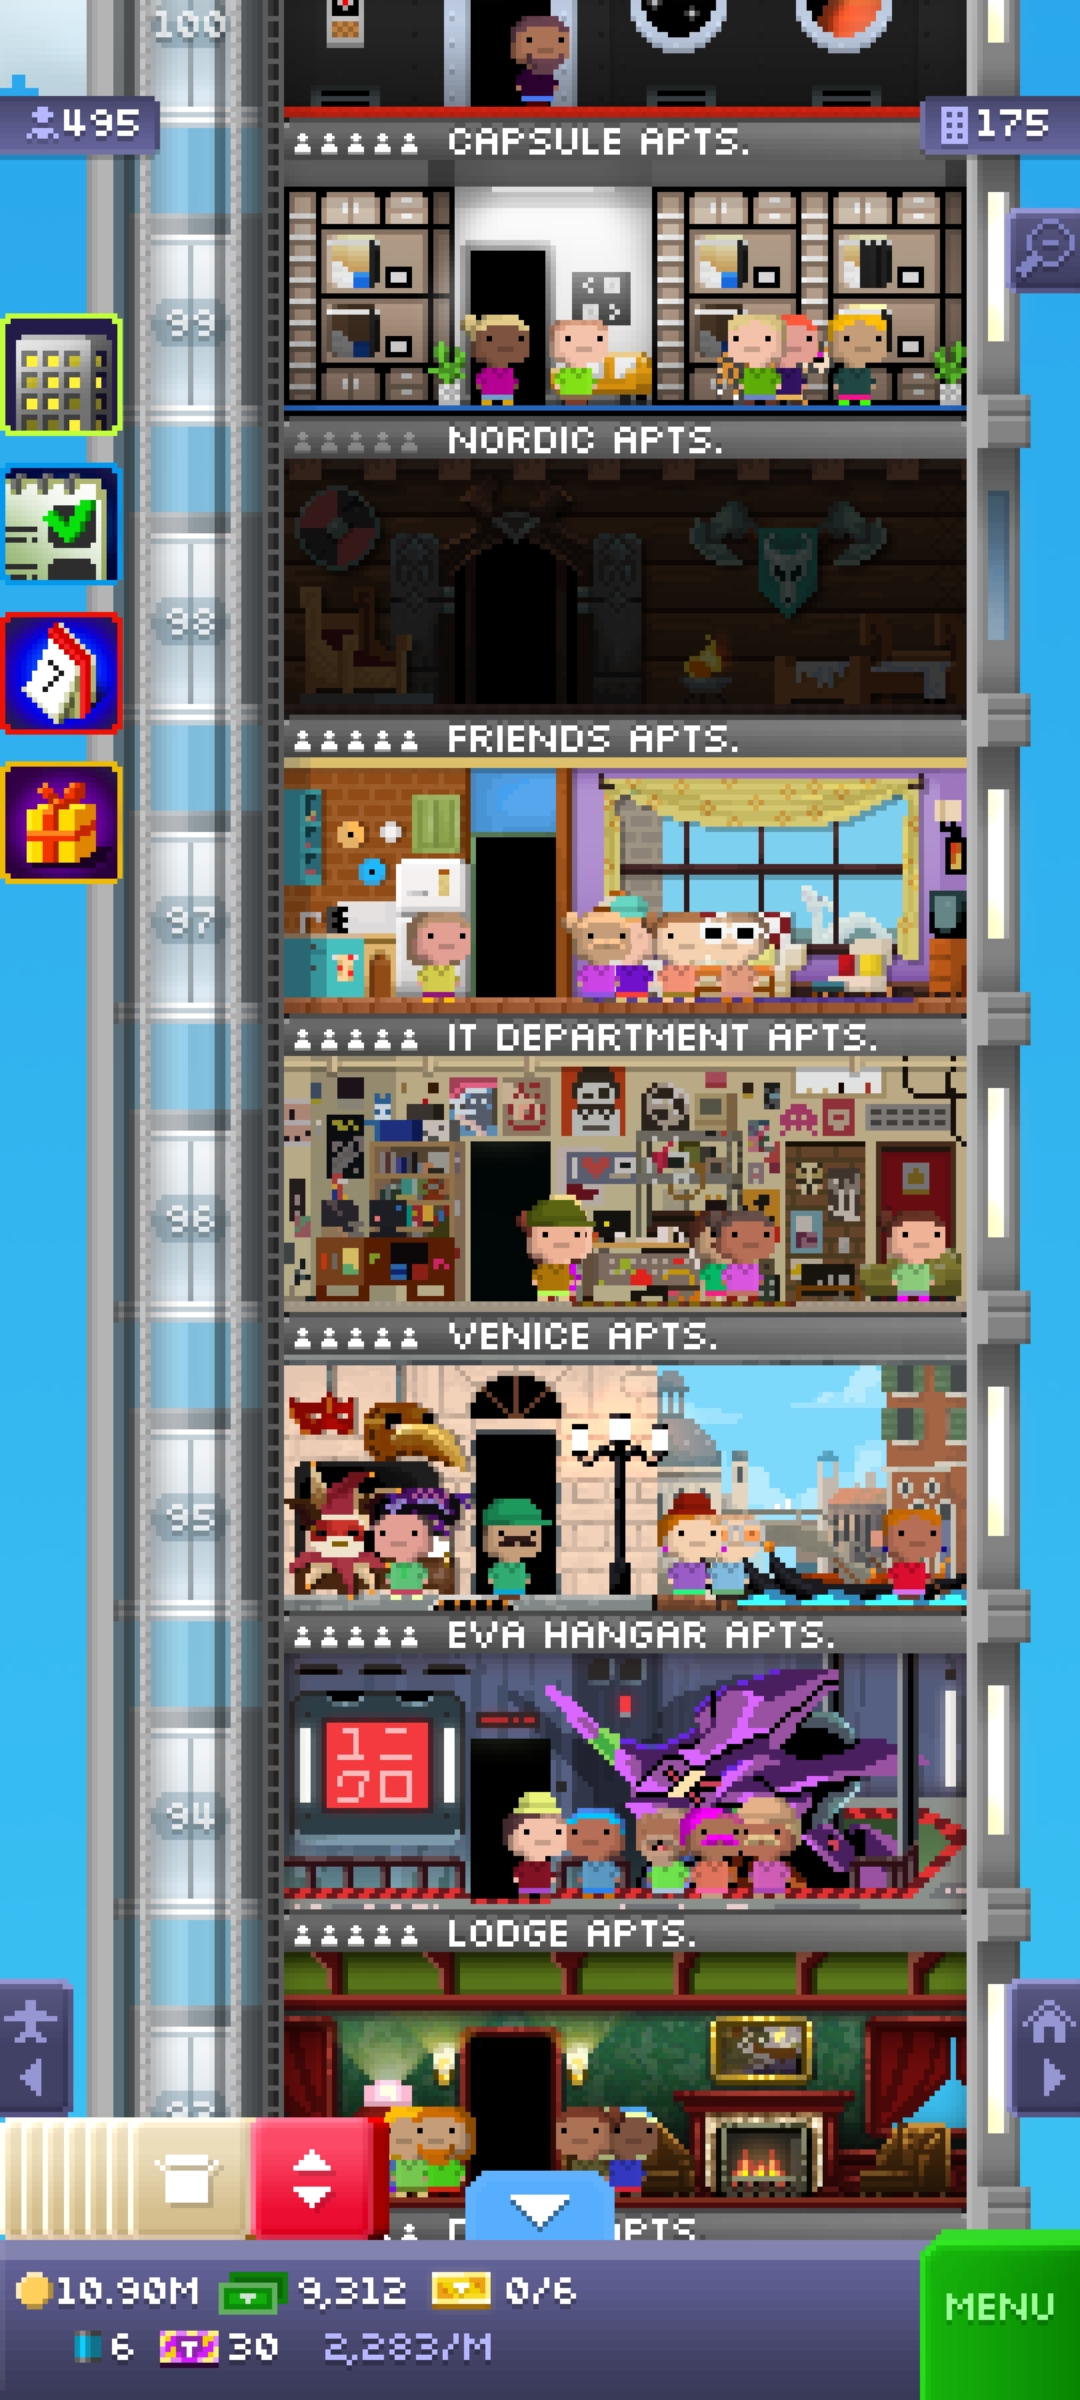 100
495
175
CAPSULE APTS.
99
NORDIC APTS.
98
FRIENDS APTS.
97
IT DEPARTMENT APTS.
96
VENICE APTS.
95
EVA HANGAR APTS.
94
LODGE APTS.
10.90M 9,312 0/6
6 T 30 2,283/M
MENU